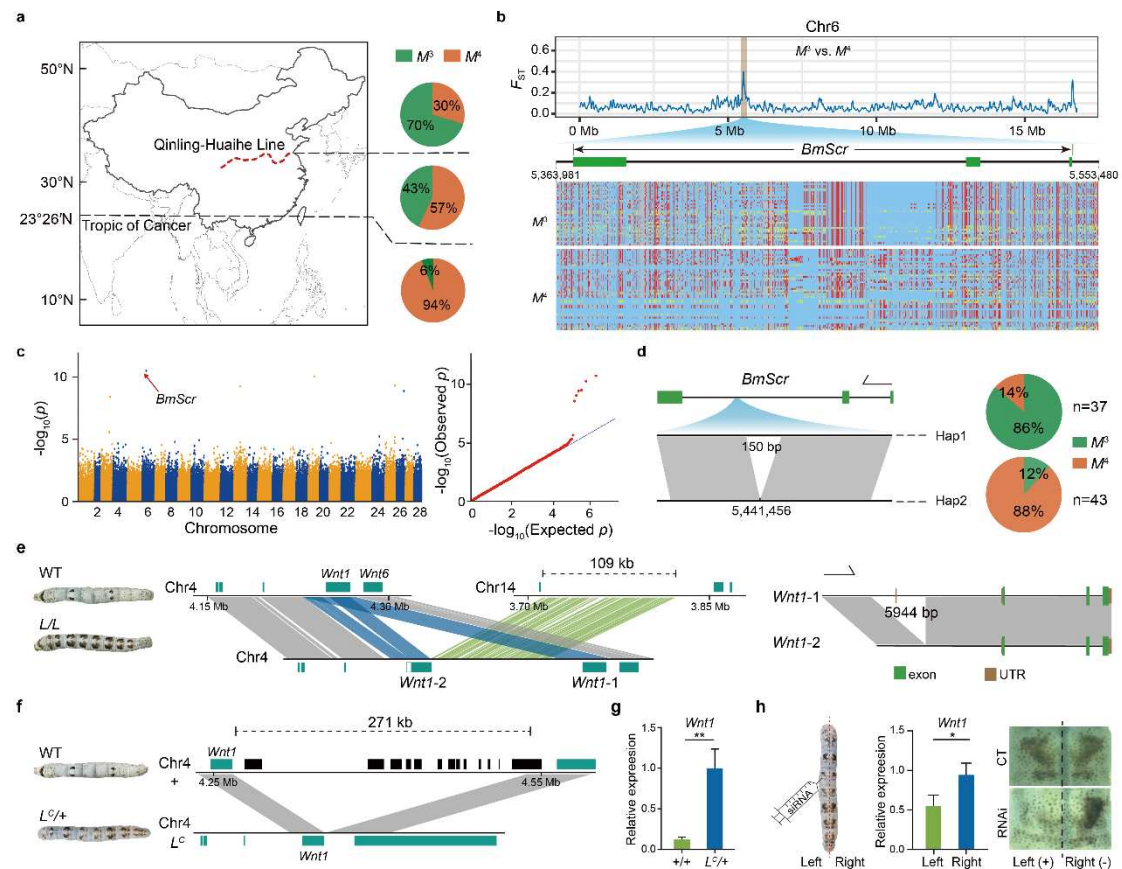 a
M³ M⁴
50°N
30%
70%
Qinling-Huaihe Line
43%
57%
30°N
23°26′N
Tropic of Cancer
6%
94%
10°N
b
Chr6
M³ vs. M⁴
0.6
0.4
0.2
0.0
FST
0 Mb 5 Mb 10 Mb 15 Mb
BmScr
5,363,981 5,553,480
M³
M⁴
c
10
5
0
-log10(p)
BmScr
2 4 6 8 10 12 14 16 18 20 22 24 26 28
Chromosome
10
5
0
-log10(Observed p)
0 2 4 6
-log10(Expected p)
d
BmScr
150 bp
Hap1
Hap2
5,441,456
14%
86%
n=37
M³
M⁴
12%
88%
n=43
e
WT
L/L
Chr4
Wnt1 Wnt6
4.15 Mb 4.30 Mb
Chr14
109 kb
3.70 Mb 3.85 Mb
Chr4
Wnt1-2 Wnt1-1
Wnt1-1
5944 bp
Wnt1-2
exon UTR
f
WT
Lᶜ/+
271 kb
Chr4
+
Wnt1
4.25 Mb 4.55 Mb
Chr4
Lᶜ
Wnt1
g
Wnt1
**
1.5
1.0
0.5
0.0
Relative expreesion
+/+ Lᶜ/+
h
siRNA
Left Right
Wnt1
*
1.5
1.0
0.5
0.0
Relative expreesion
Left Right
CT
RNAi
Left (+) Right (-)